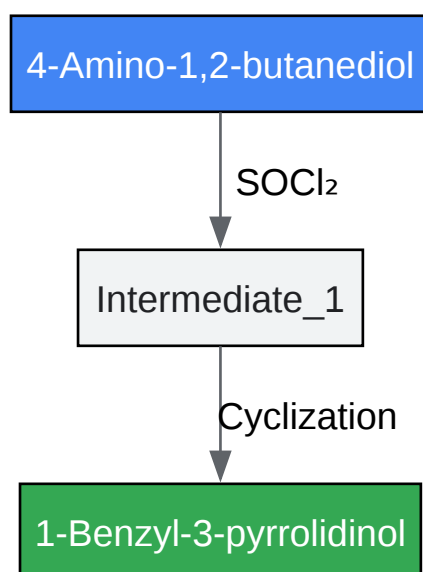 4-Amino-1,2-butanediol
SOCl₂
Intermediate_1
Cyclization
1-Benzyl-3-pyrrolidinol